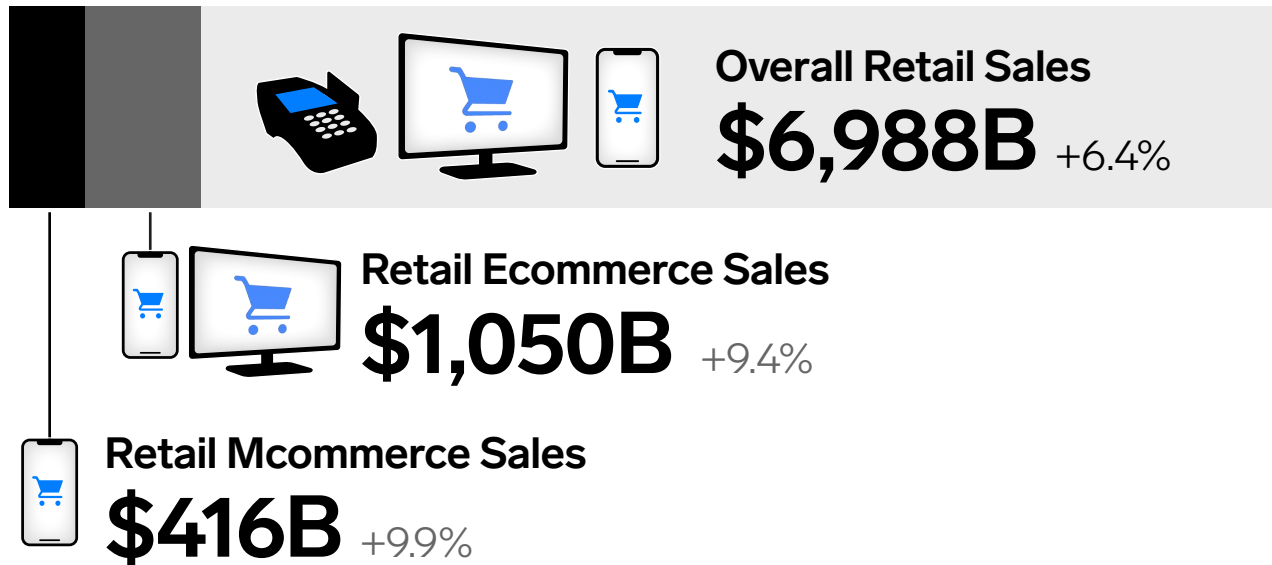 Overall Retail Sales
$6,988B +6.4%
Retail Ecommerce Sales
$1,050B +9.4%
Retail Mcommerce Sales
$416B +9.9%